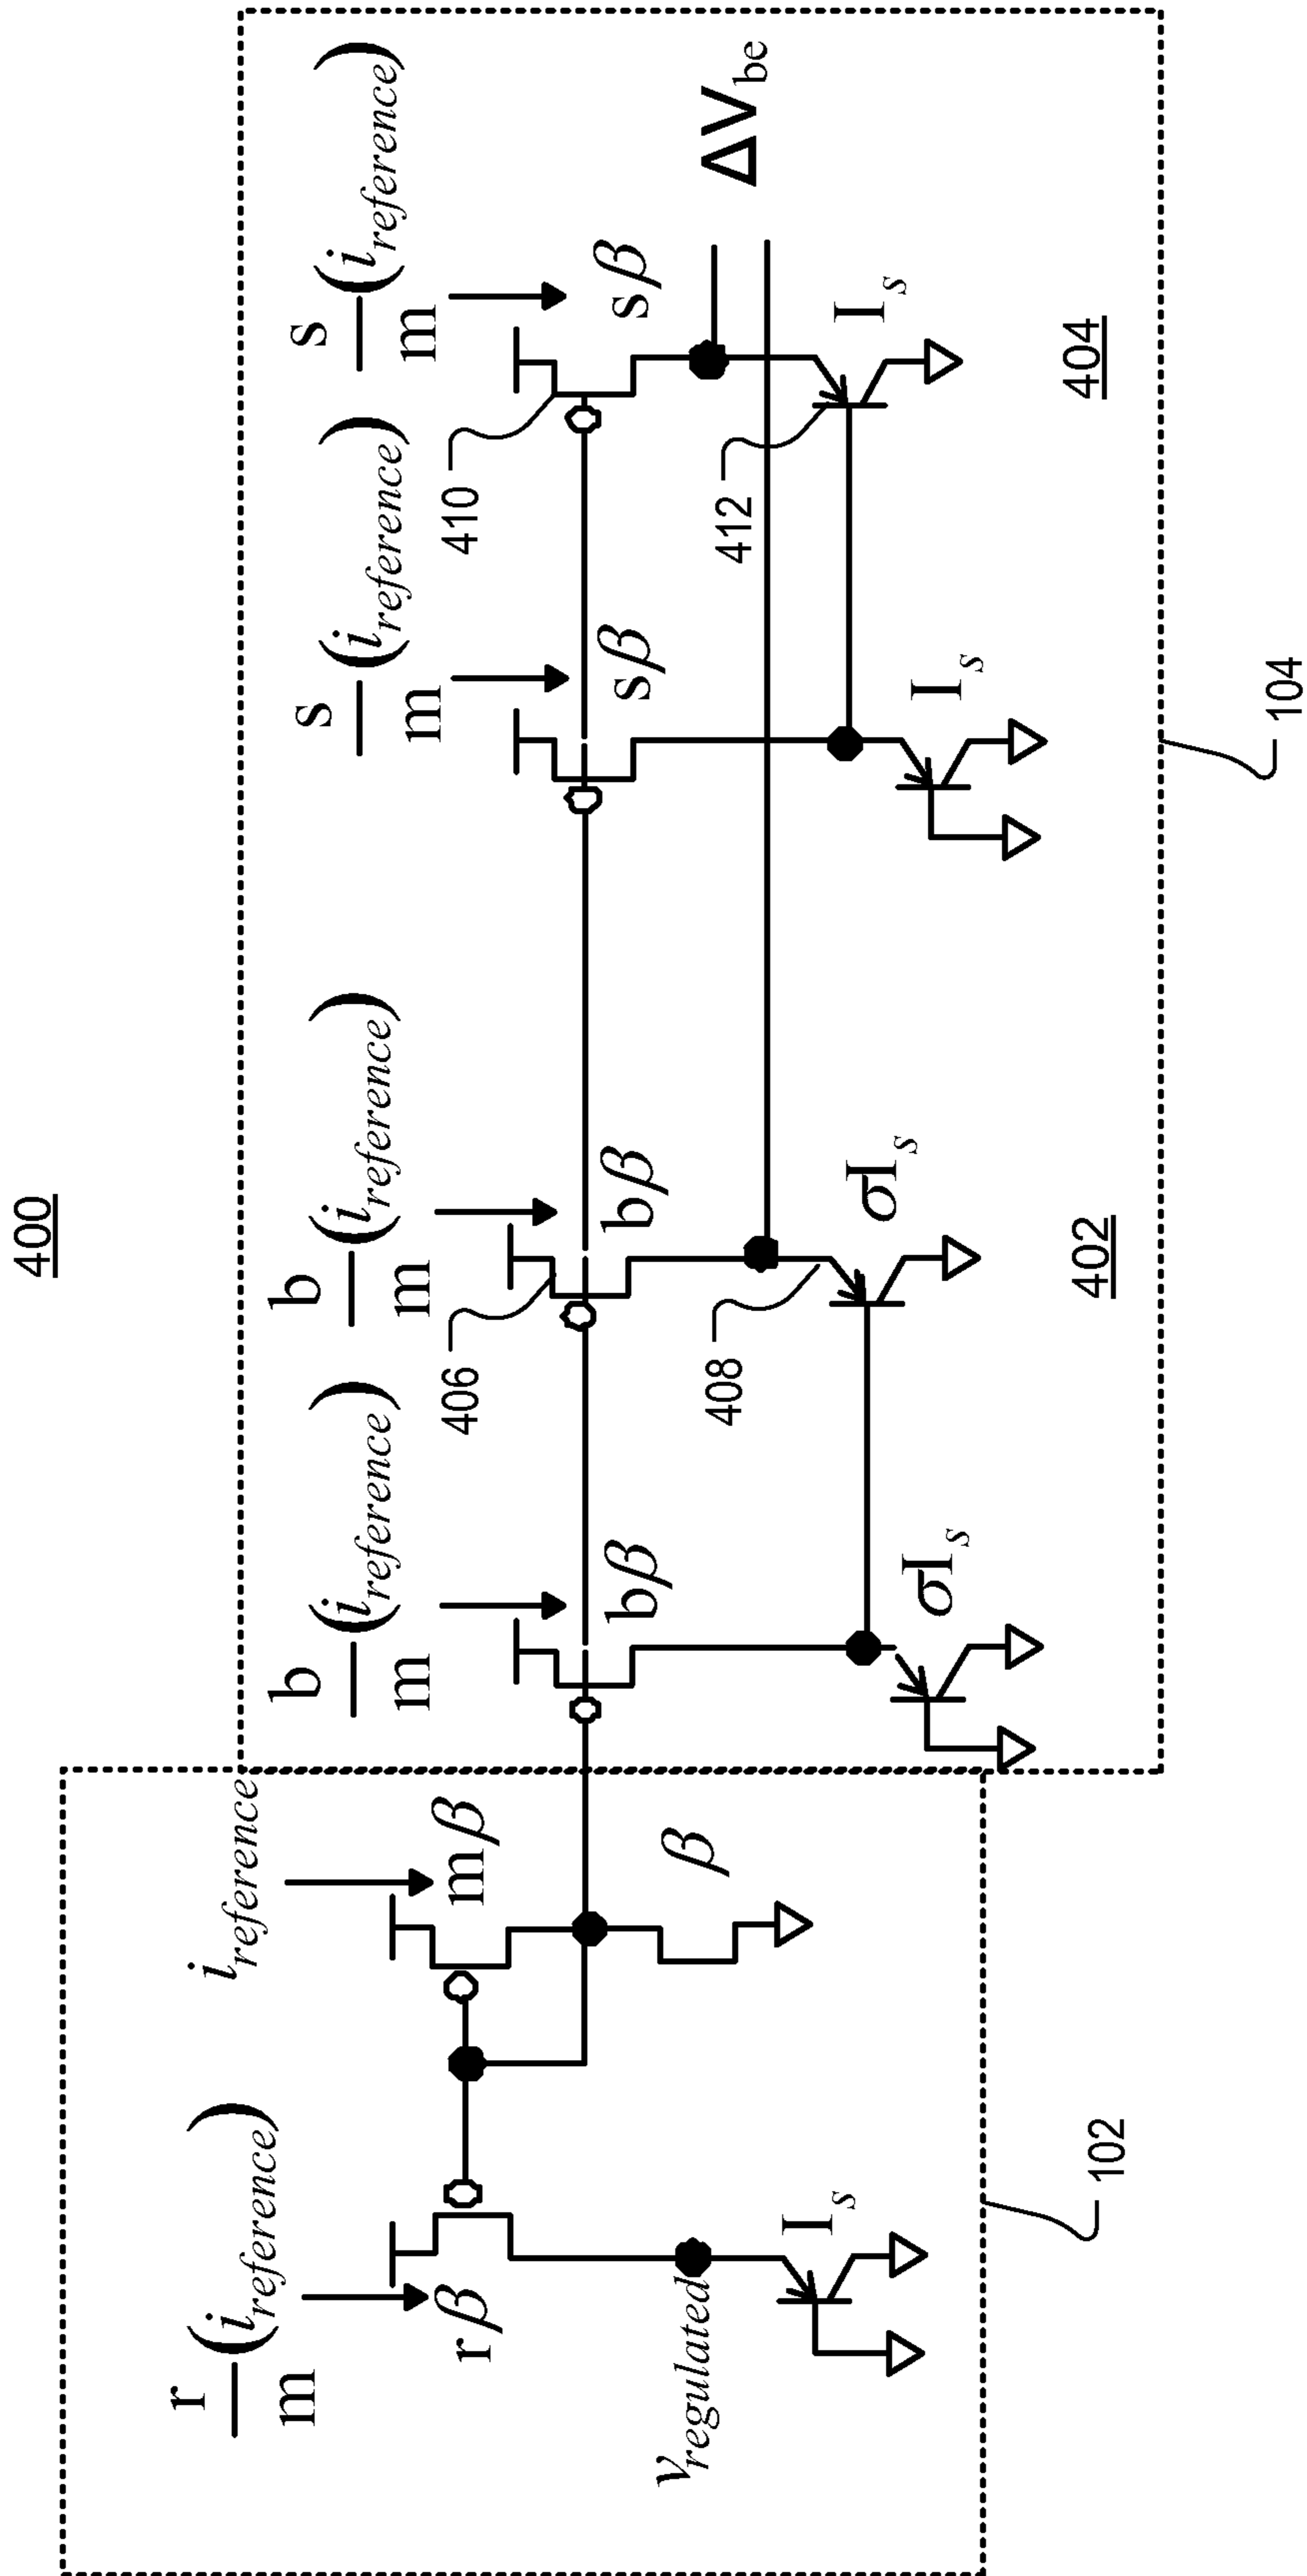 400
r/m (i_reference)
i_reference
b/m (i_reference)
b/m (i_reference)
s/m (i_reference)
s/m (i_reference)
rβ
mβ
β
bβ
bβ
sβ
sβ
406
410
ΔV_be
v_regulated
408
412
I_s
σI_s
σI_s
I_s
I_s
402
404
102
104